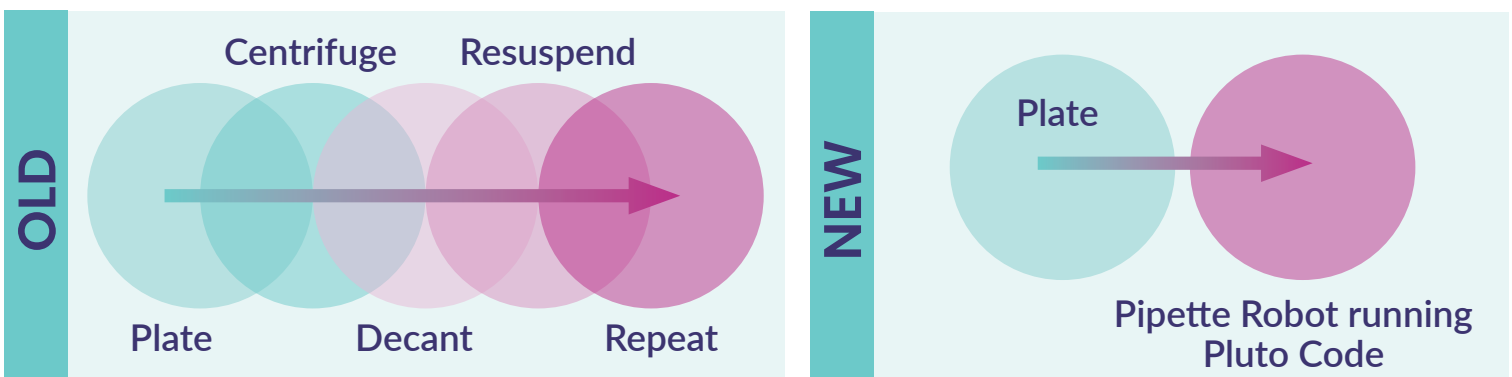 OLD
Centrifuge
Resuspend
Plate
Decant
Repeat
NEW
Plate
Pipette Robot running
Pluto Code